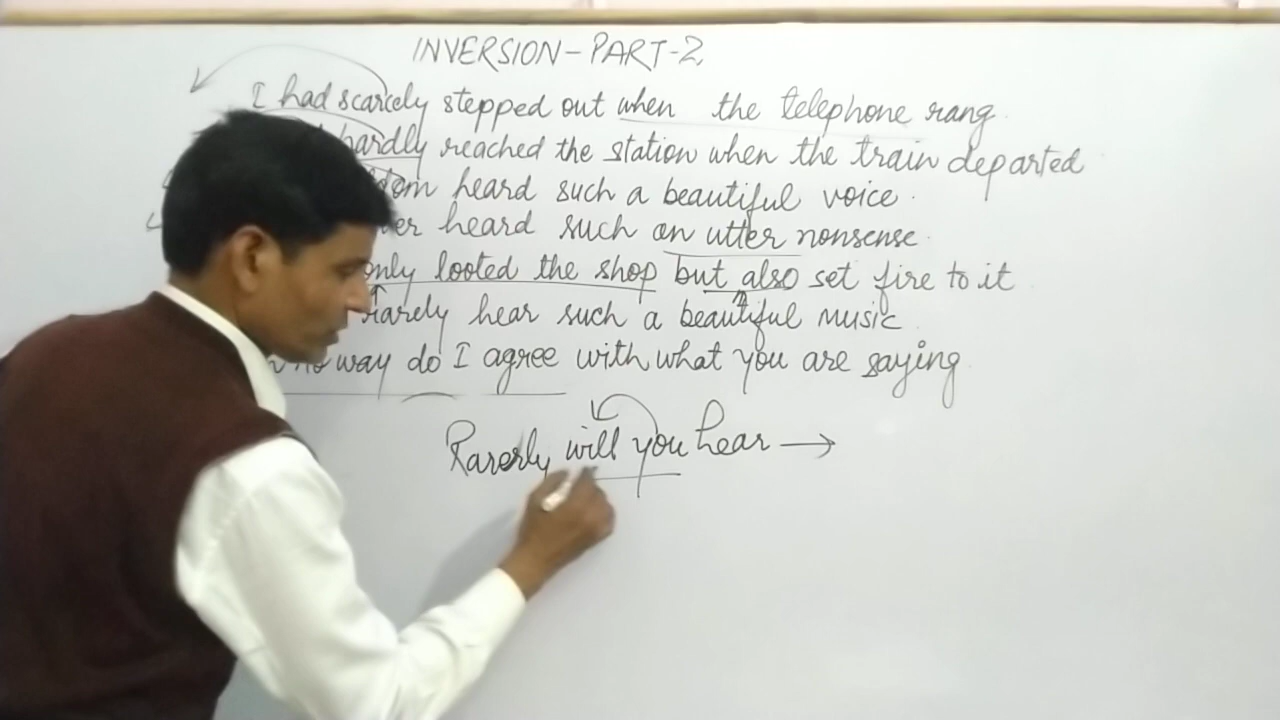 INVERSION-PART-2.
I had scarcely stepped out when the telephone rang.
hardly reached the station when the train departed
heard such a beautiful voice.
heard such an utter nonsense.
only looted the shop but also set fire to it
rarely hear such a beautiful music.
no way do I agree with what you are saying.
Rarerly will you hear →